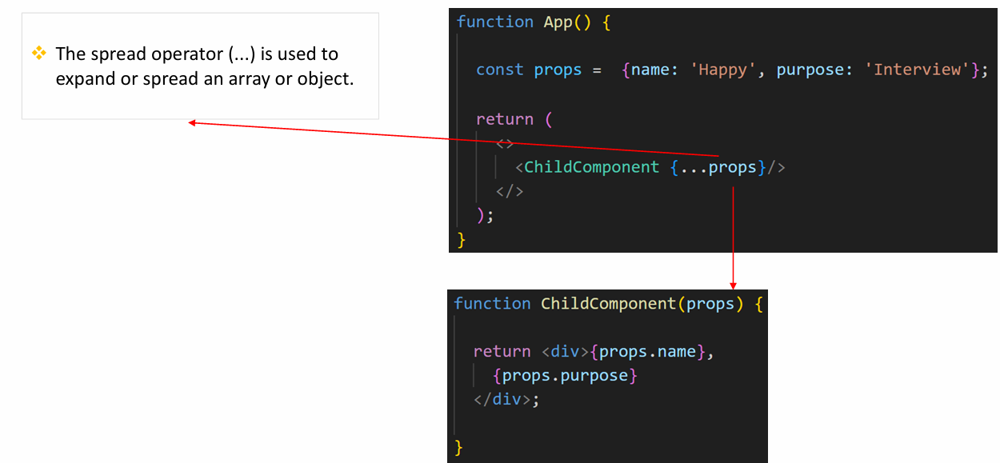 The spread operator (...) is used to
expand or spread an array or object.
function App() {
const props = {name: 'Happy', purpose: 'Interview'};
return (
<>
<ChildComponent {...props}/>
</>
);
}
function ChildComponent(props) {
return <div>{props.name},
{props.purpose}
</div>;
}